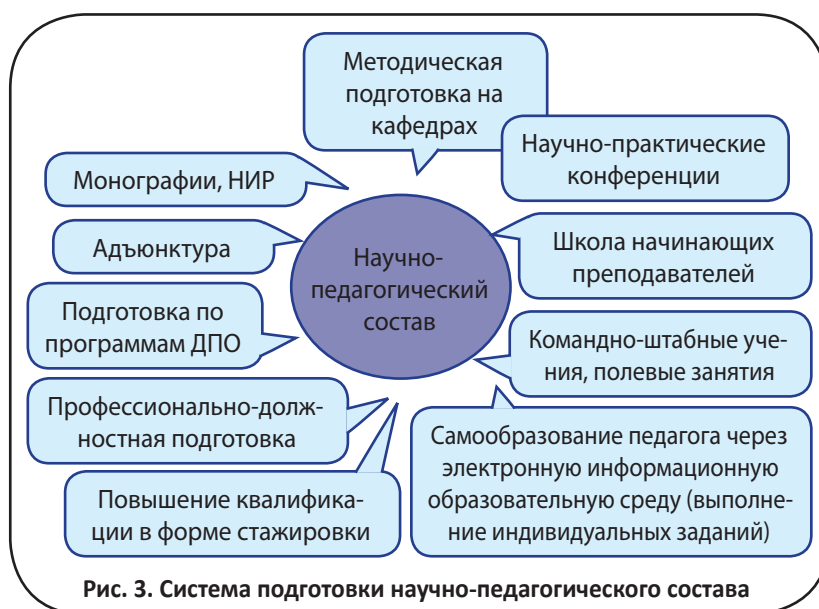 Методическая
подготовка на
кафедрах
Научно-практические
конференции
Монографии, НИР
Адъюнктура
Школа начинающих
преподавателей
Научно-
педагогический
состав
Подготовка по
программам ДПО
Командно-штабные уче-
ния, полевые занятия
Профессионально-долж-
ностная подготовка
Самообразование педагога через
электронную информационную
образовательную среду (выполне-
ние индивидуальных заданий)
Повышение квалифика-
ции в форме стажировки
Рис. 3. Система подготовки научно-педагогического состава